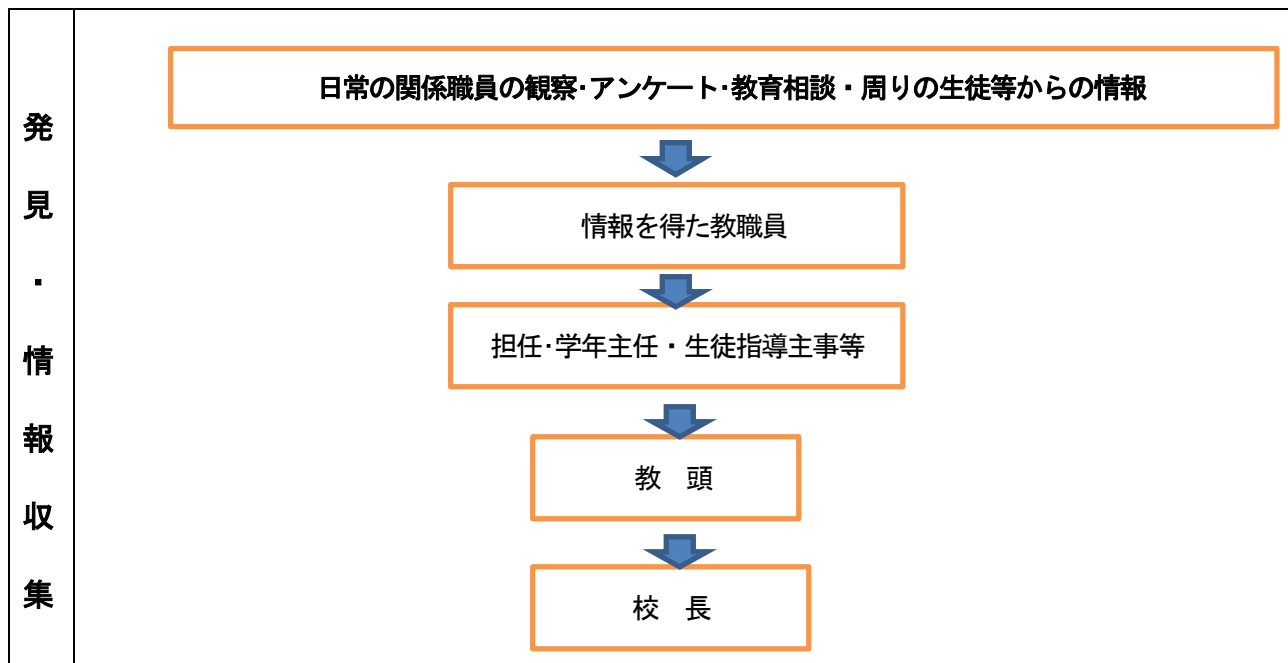 発見・情報収集
日常の関係職員の観察・アンケート・教育相談・周りの生徒等からの情報
情報を得た教職員
担任・学年主任・生徒指導主事等
教　頭
校　長